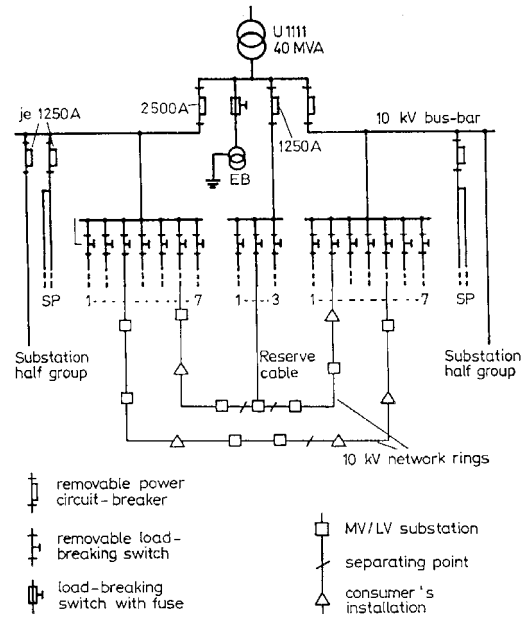 U1111
40 MVA
2500A
je 1250A
10 kV bus-bar
1250A
EB
SP
1 7
1 3
1 7
SP
Substation
half group
Reserve
cable
Substation
half group
10 kV network rings
removable power
circuit-breaker
removable load-
breaking switch
load-breaking
switch with fuse
MV/LV substation
separating point
consumer's
installation